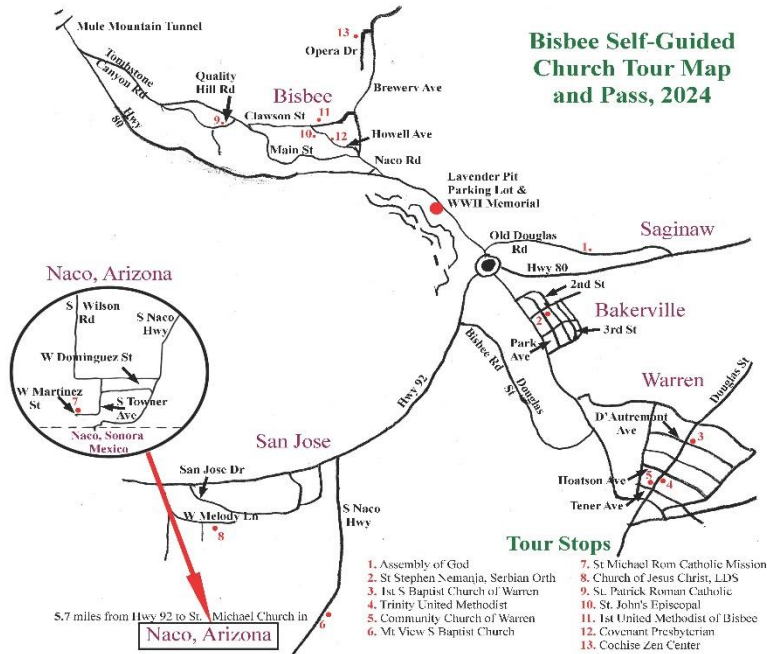 Mule Mountain Tunnel
13
Opera Dr
Bisbee Self-Guided
Church Tour Map
and Pass, 2024
Tombstone
Canyon Rd
Quality
Hill Rd
Bisbee
Brewery Ave
Hwy
80
9
Clawson St
11
10
12
Howell Ave
Main St
Naco Rd
Lavender Pit
Parking Lot &
WWII Memorial
Old Douglas
Rd
1
Saginaw
Hwy 80
2nd St
2
Bakerville
3rd St
Park
Ave
Naco, Arizona
S
Wilson
Rd
S Naco
Hwy
W Dominguez St
W Martinez
St
7
S Towner
Ave
Naco, Sonora
Mexico
Bisbee Rd
Douglas
St
Hwy 92
Warren
Douglas St
D'Autremont
Ave
3
Hoatson Ave
5
4
Tener Ave
San Jose
San Jose Dr
S Naco
Hwy
W Melody Ln
8
6
5.7 miles from Hwy 92 to St. Michael Church in
Naco, Arizona
Tour Stops
1. Assembly of God
2. St Stephen Nemanja, Serbian Orth
3. 1st S Baptist Church of Warren
4. Trinity United Methodist
5. Community Church of Warren
6. Mt View S Baptist Church
7. St Michael Rom Catholic Mission
8. Church of Jesus Christ, LDS
9. St. Patrick Roman Catholic
10. St. John's Episcopal
11. 1st United Methodist of Bisbee
12. Covenant Presbyterian
13. Cochise Zen Center